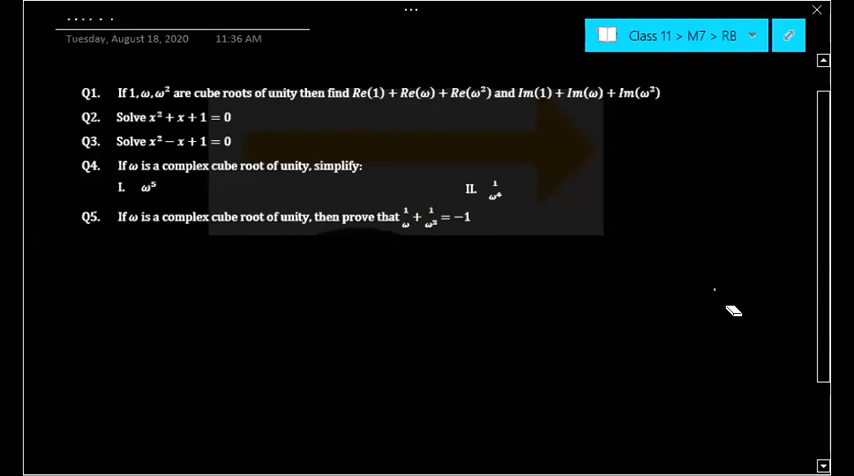 Tuesday, August 18, 2020 11:36 AM
Class 11 > M7 > RB
Q1. If 1, ω, ω² are cube roots of unity then find Re(1) + Re(ω) + Re(ω²) and Im(1) + Im(ω) + Im(ω²)
Q2. Solve x² + x + 1 = 0
Q3. Solve x² − x + 1 = 0
Q4. If ω is a complex cube root of unity, simplify:
I. ω⁵ II. 1/ω⁴
Q5. If ω is a complex cube root of unity, then prove that 1/ω + 1/ω² = −1